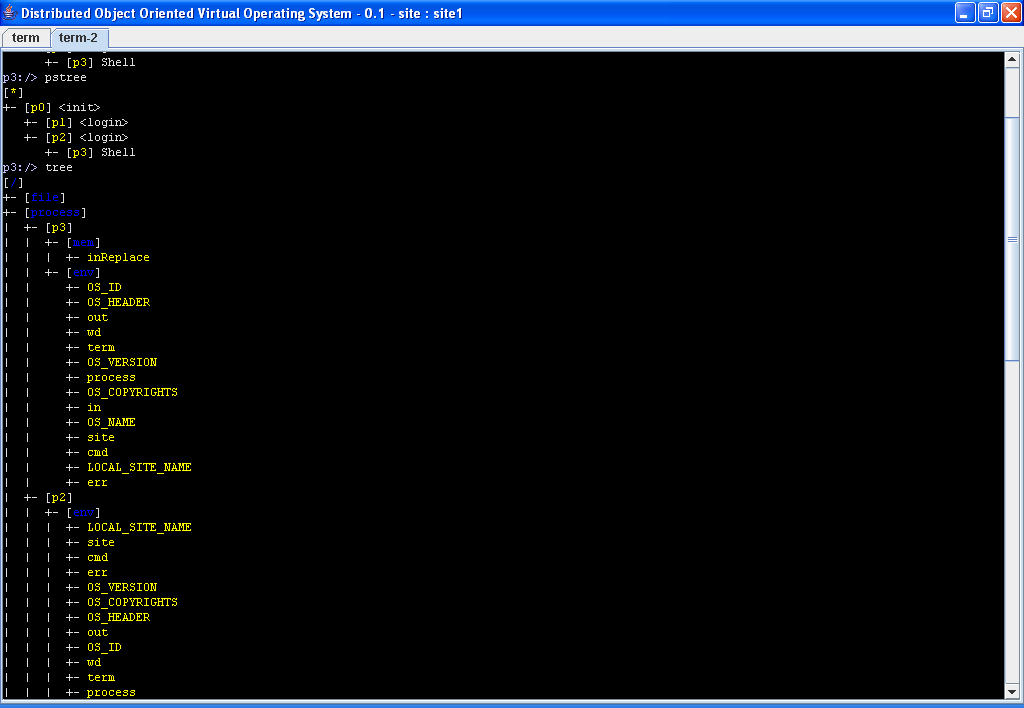 Distributed Object Oriented Virtual Operating System - 0.1 - site : site1
term term-2
+- [p3] Shell
p3:/> pstree
[*]
+- [p0] <init>
   +- [p1] <login>
   +- [p2] <login>
      +- [p3] Shell
p3:/> tree
[/]
+- [file]
+- [process]
|  +- [p3]
|  |  +- [mem]
|  |  |  +- inReplace
|  |  +- [env]
|  |     +- OS_ID
|  |     +- OS_HEADER
|  |     +- out
|  |     +- wd
|  |     +- term
|  |     +- OS_VERSION
|  |     +- process
|  |     +- OS_COPYRIGHTS
|  |     +- in
|  |     +- OS_NAME
|  |     +- site
|  |     +- cmd
|  |     +- LOCAL_SITE_NAME
|  |     +- err
|  +- [p2]
|  |  +- [env]
|  |  |  +- LOCAL_SITE_NAME
|  |  |  +- site
|  |  |  +- cmd
|  |  |  +- err
|  |  |  +- OS_VERSION
|  |  |  +- OS_COPYRIGHTS
|  |  |  +- OS_HEADER
|  |  |  +- out
|  |  |  +- OS_ID
|  |  |  +- wd
|  |  |  +- term
|  |  |  +- process